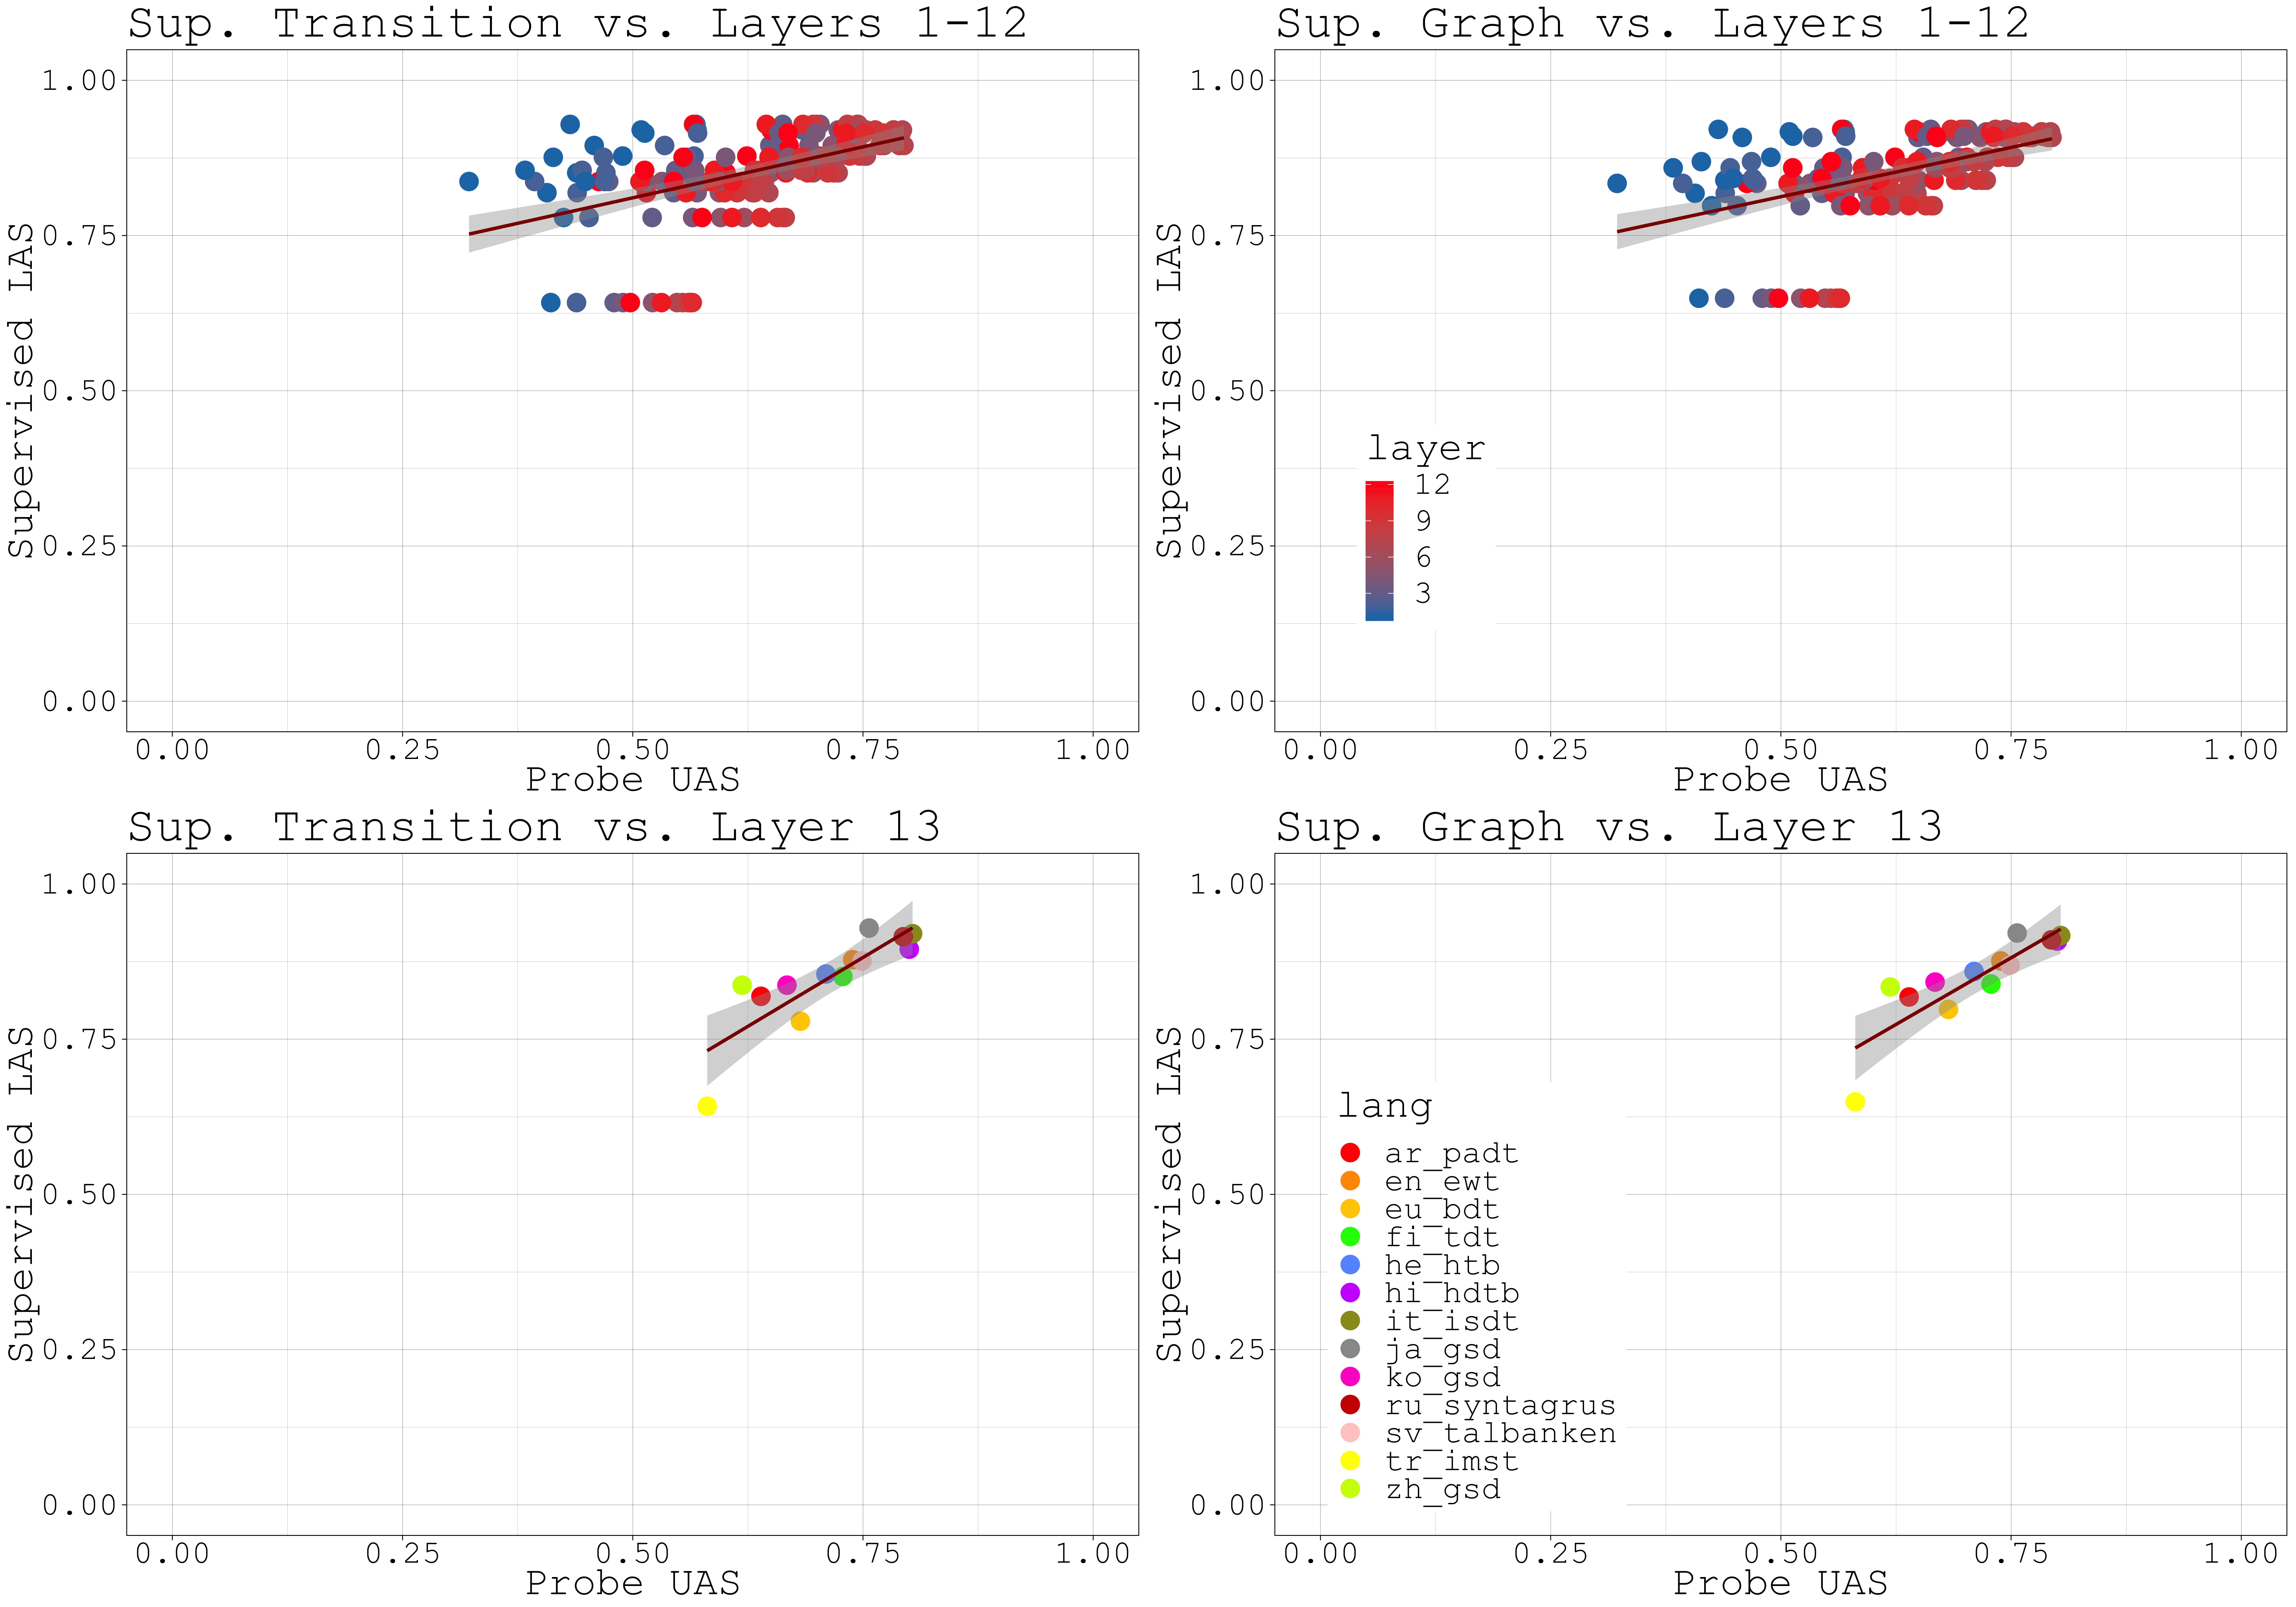 Sup. Transition vs. Layers 1-12
Supervised LAS
1.00
0.75
0.50
0.25
0.00
0.00 0.25 0.50 0.75 1.00
Probe UAS
Sup. Graph vs. Layers 1-12
Supervised LAS
1.00
0.75
0.50
0.25
0.00
layer
12
9
6
3
0.00 0.25 0.50 0.75 1.00
Probe UAS
Sup. Transition vs. Layer 13
Supervised LAS
1.00
0.75
0.50
0.25
0.00
0.00 0.25 0.50 0.75 1.00
Probe UAS
Sup. Graph vs. Layer 13
Supervised LAS
1.00
0.75
0.50
0.25
0.00
lang
ar_padt
en_ewt
eu_bdt
fi_tdt
he_htb
hi_hdtb
it_isdt
ja_gsd
ko_gsd
ru_syntagrus
sv_talbanken
tr_imst
zh_gsd
0.00 0.25 0.50 0.75 1.00
Probe UAS